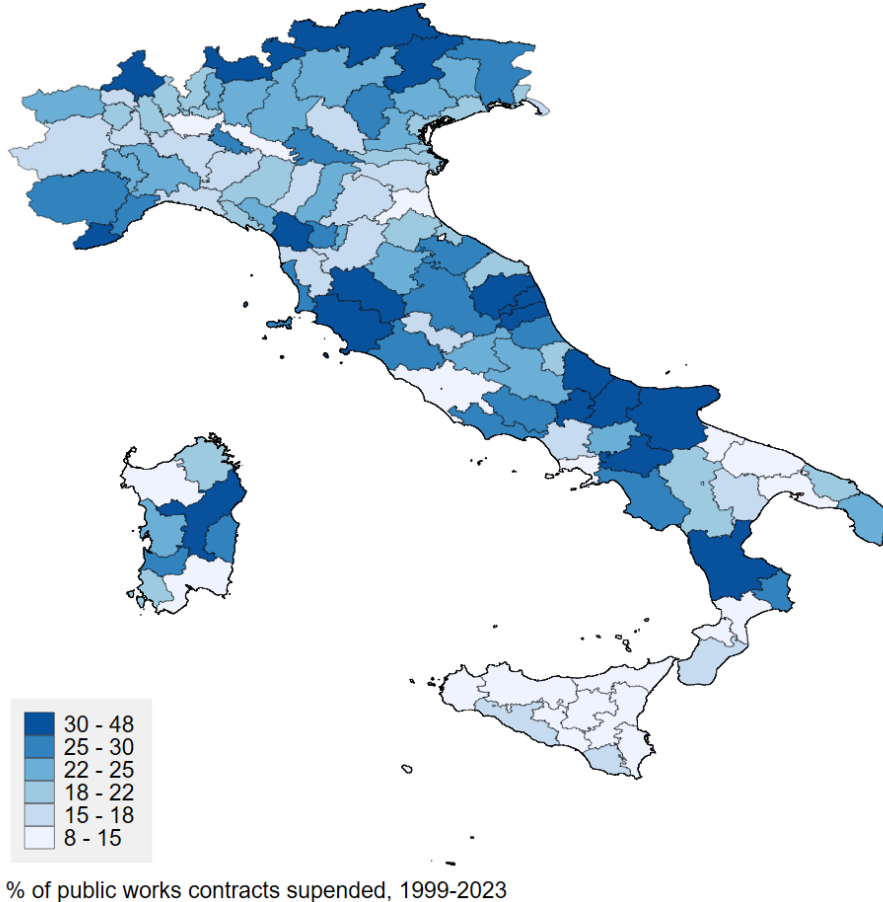 30 - 48
25 - 30
22 - 25
18 - 22
15 - 18
8 - 15
% of public works contracts supended, 1999-2023